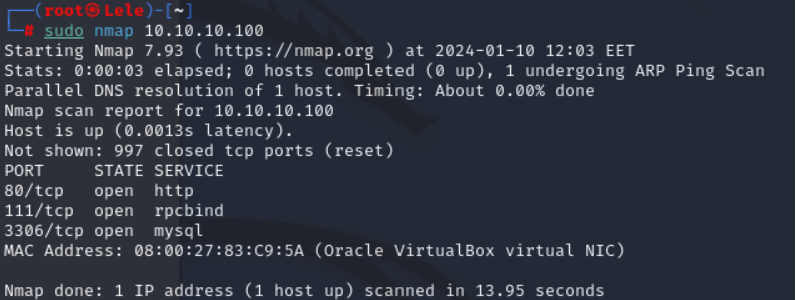 ┌──(root㉿Lele)-[~]
└─# sudo nmap 10.10.10.100
Starting Nmap 7.93 ( https://nmap.org ) at 2024-01-10 12:03 EET
Stats: 0:00:03 elapsed; 0 hosts completed (0 up), 1 undergoing ARP Ping Scan
Parallel DNS resolution of 1 host. Timing: About 0.00% done
Nmap scan report for 10.10.10.100
Host is up (0.0013s latency).
Not shown: 997 closed tcp ports (reset)
PORT     STATE SERVICE
80/tcp   open  http
111/tcp  open  rpcbind
3306/tcp open  mysql
MAC Address: 08:00:27:83:C9:5A (Oracle VirtualBox virtual NIC)

Nmap done: 1 IP address (1 host up) scanned in 13.95 seconds